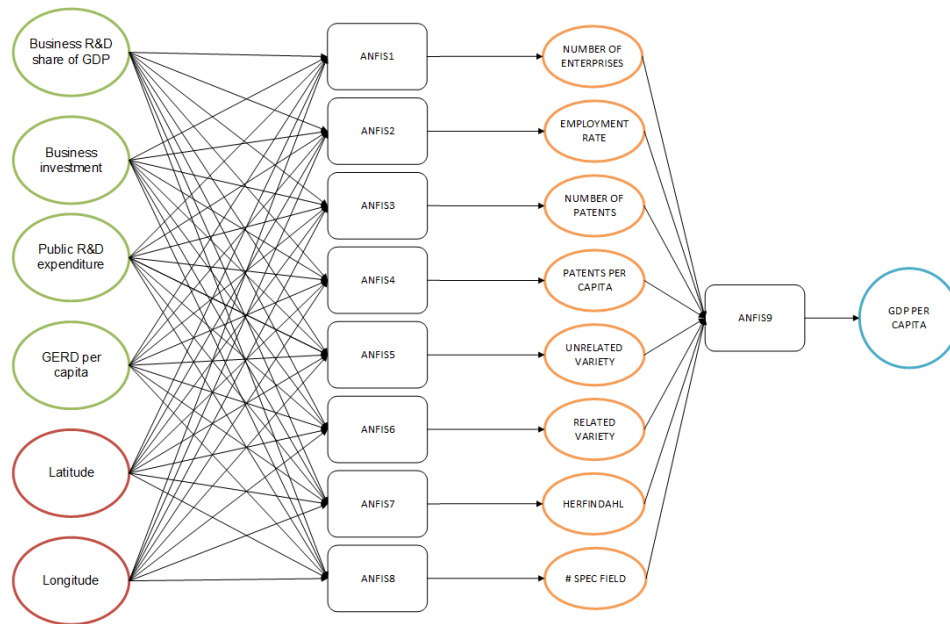 Business R&D
share of GDP
Business
investment
Public R&D
expenditure
GERD per
capita
Latitude
Longitude
ANFIS1
ANFIS2
ANFIS3
ANFIS4
ANFIS5
ANFIS6
ANFIS7
ANFIS8
NUMBER OF
ENTERPRISES
EMPLOYMENT
RATE
NUMBER OF
PATENTS
PATENTS PER
CAPITA
UNRELATED
VARIETY
RELATED
VARIETY
HERFINDAHL
# SPEC FIELD
ANFIS9
GDP PER
CAPITA